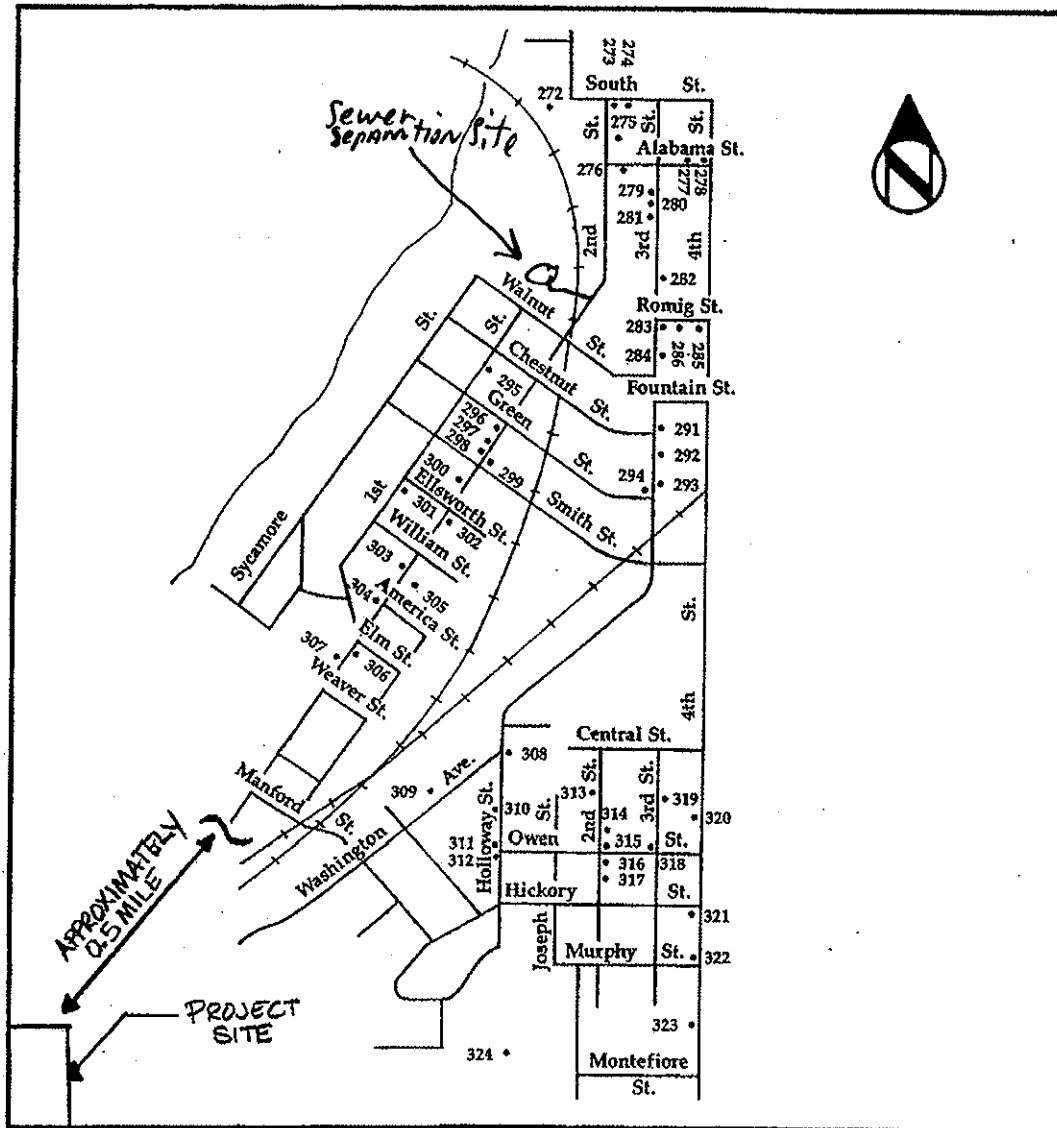 273
274
South St.
272
Sewer
separation site
St.
275
St.
St.
Alabama St.
276
277
278
279
280
281
2nd
3rd
4th
282
N
Walnut St.
Romig St.
283
284
286
285
St.
St.
Chestnut St.
Fountain St.
295
Green St.
296
297
298
291
292
294
293
300
299
Ellsworth St.
Smith St.
1st
301
302
William St.
Sycamore
303
304
305
America St.
Elm St.
307
306
Weaver St.
St.
4th
Central St.
308
Manford St.
309
Washington Ave.
St.
313
St.
3rd St.
319
310
314
2nd
320
Holloway St.
311
Owen St.
315
312
316
318
317
Hickory St.
APPROXIMATELY
0.5 MILE
321
Joseph
Murphy St.
322
PROJECT
SITE
323
324
Montefiore
St.